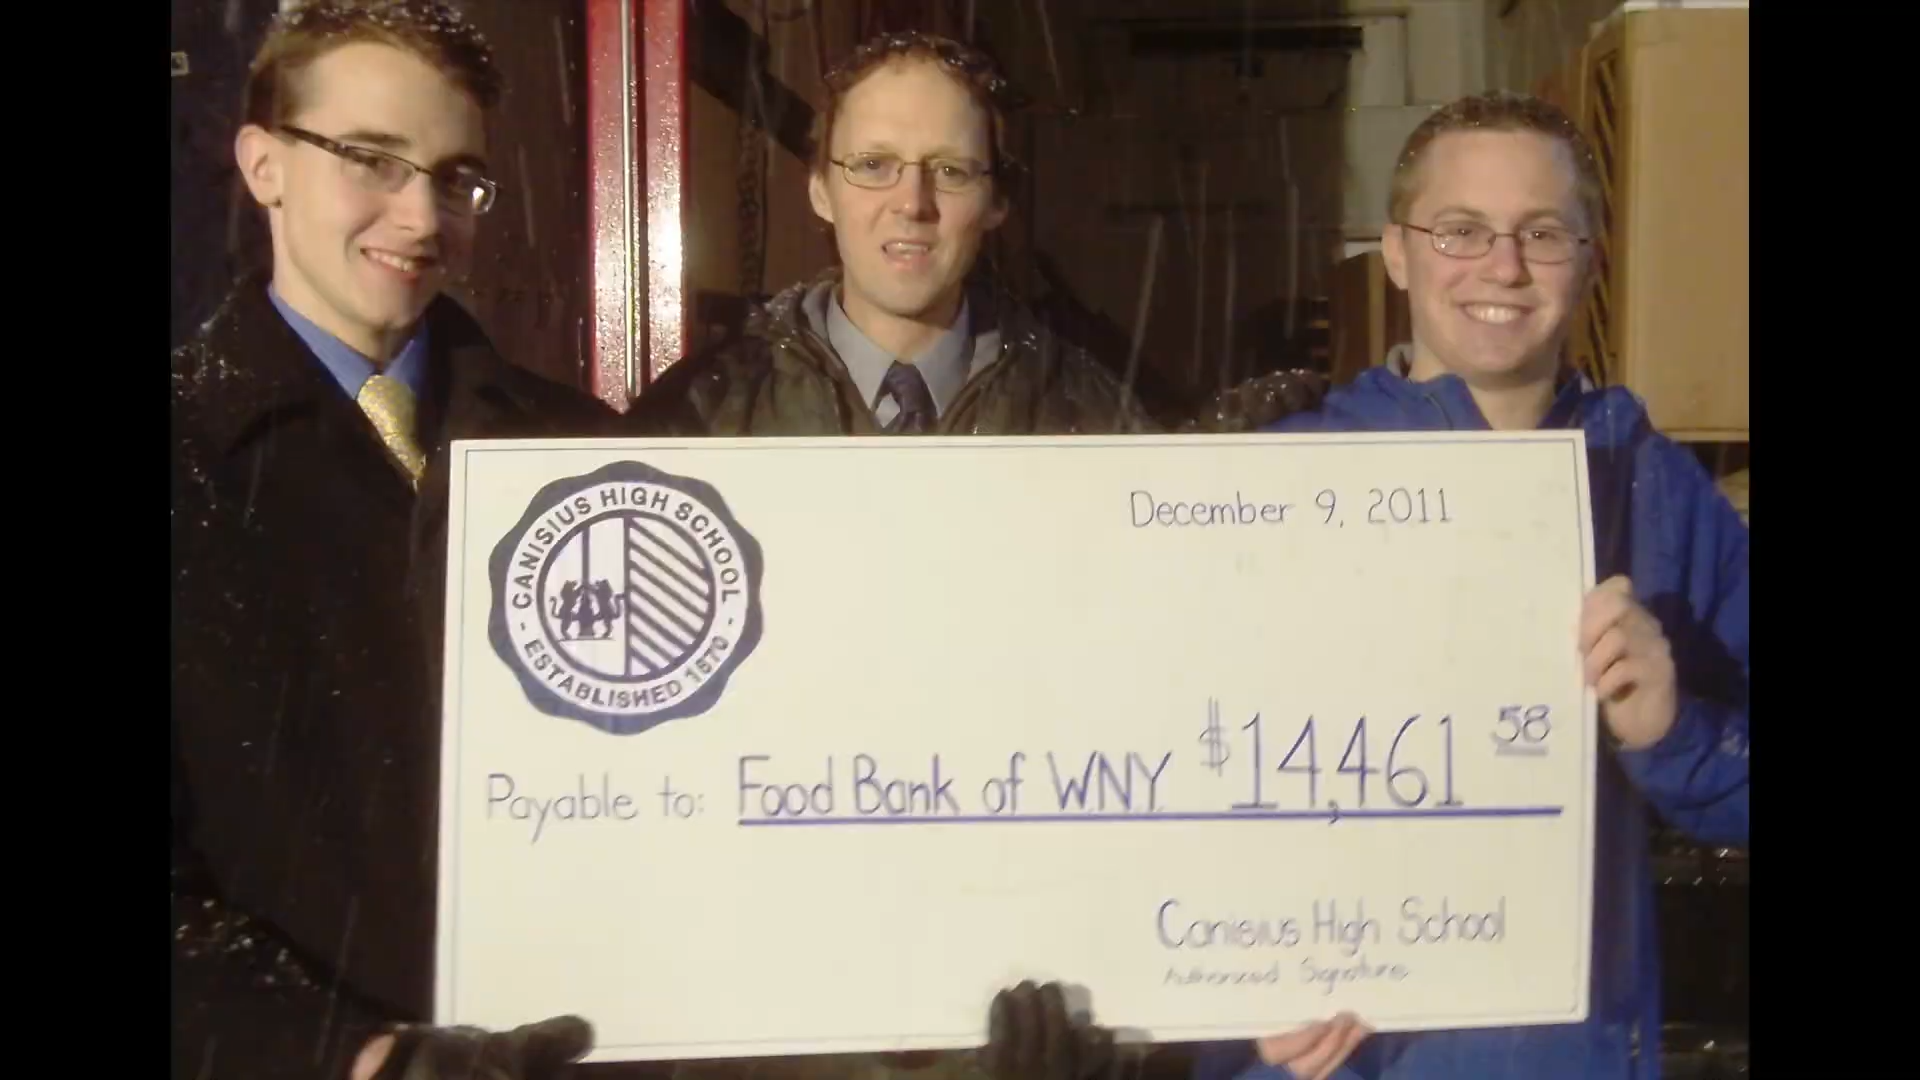 CANISIUS HIGH SCHOOL
- ESTABLISHED 1870 -
December 9, 2011
Payable to: Food Bank of WNY $14,461 58
Canisius High School
Authorized Signature